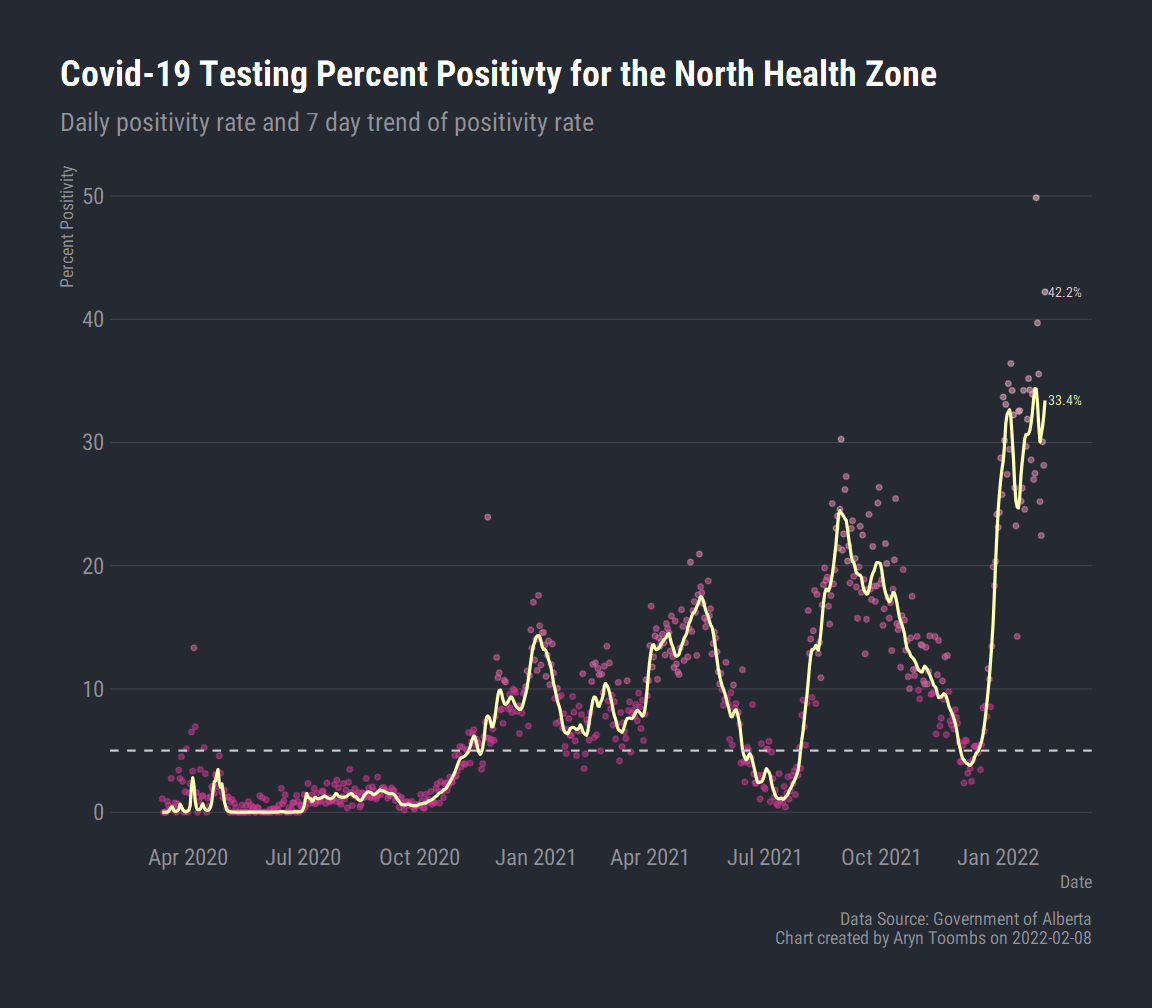 Covid-19 Testing Percent Positivty for the North Health Zone
Daily positivity rate and 7 day trend of positivity rate
Percent Positivity
50
40
30
20
10
0
42.2%
33.4%
Apr 2020 Jul 2020 Oct 2020 Jan 2021 Apr 2021 Jul 2021 Oct 2021 Jan 2022
Date
Data Source: Government of Alberta
Chart created by Aryn Toombs on 2022-02-08